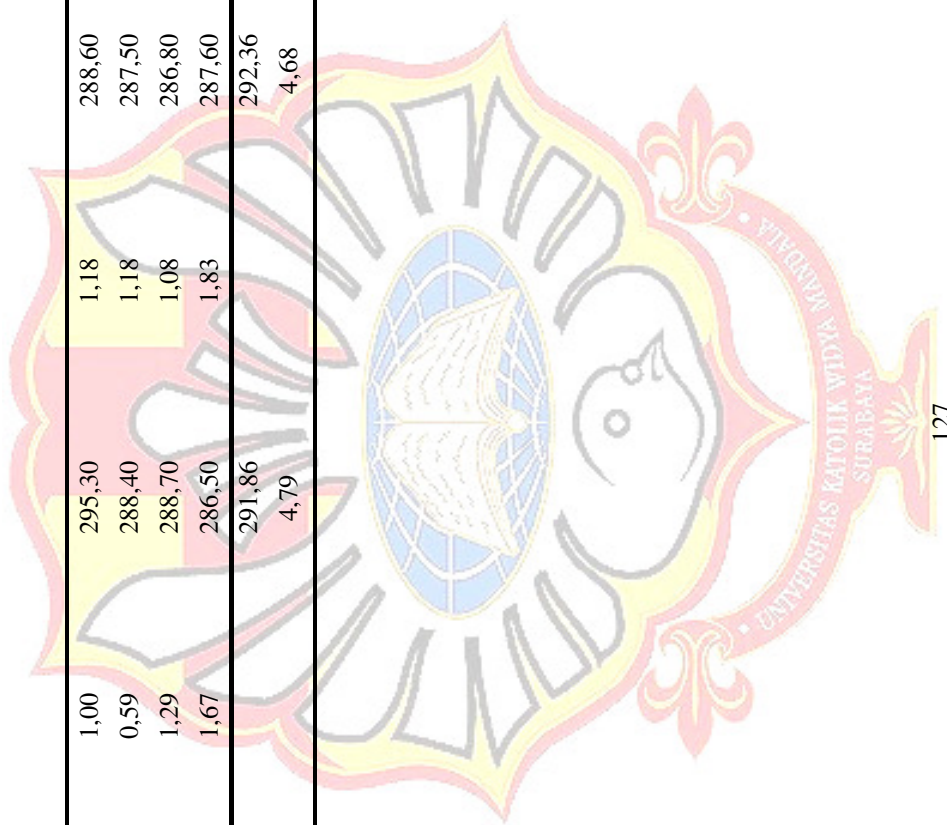 1,00 295,30 1,18 288,60
0,59 288,40 1,18 287,50
1,29 288,70 1,08 286,80
1,67 286,50 1,83 287,60
291,86 292,36
4,79 4,68
• UNIVERSITAS KATOLIK WIDYA MANDALA •
SURABAYA
127